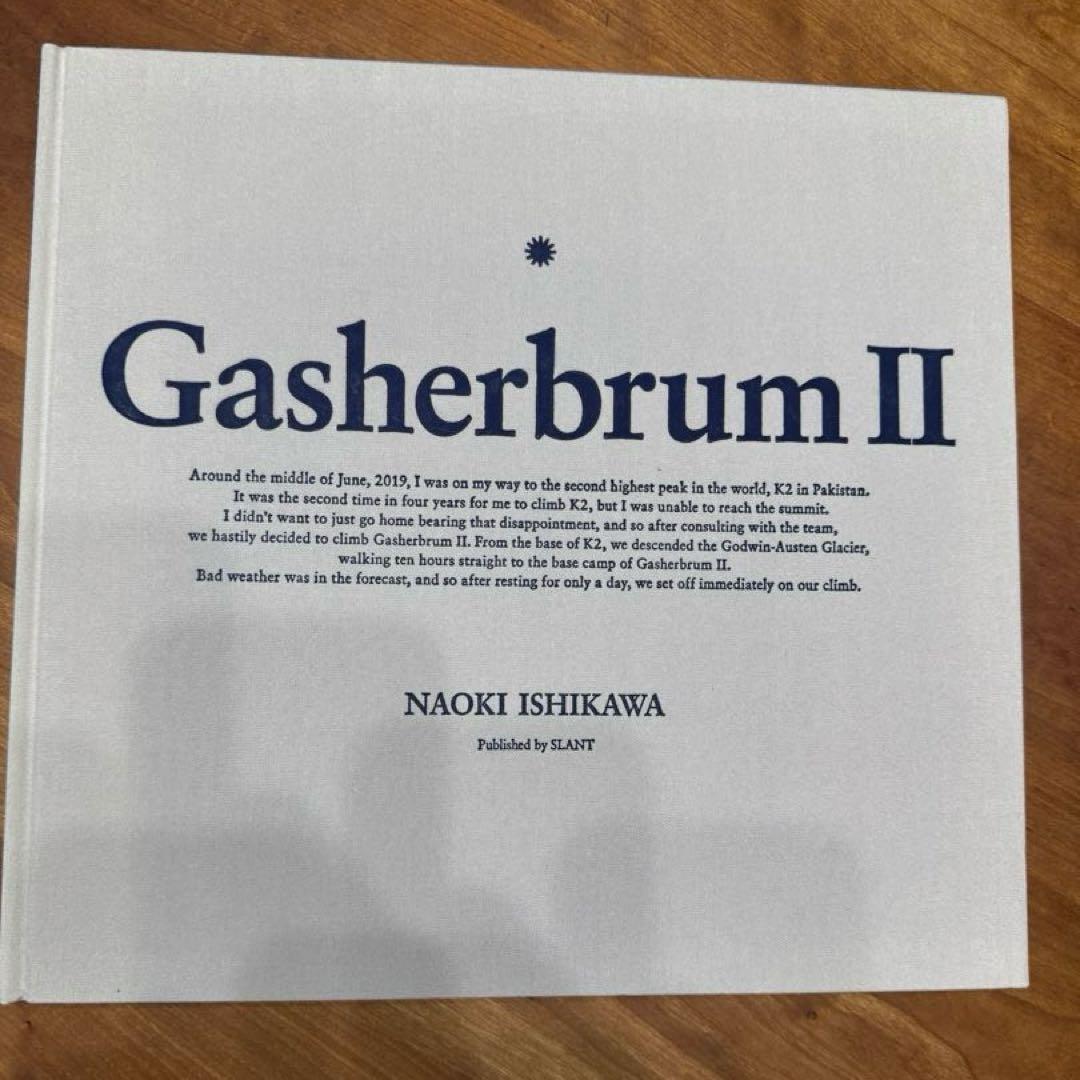 Gasherbrum II
Around the middle of June, 2019, I was on my way to the second highest peak in the world, K2 in Pakistan.
It was the second time in four years for me to climb K2, but I was unable to reach the summit.
I didn't want to just go home bearing that disappointment, and so after consulting with the team,
we hastily decided to climb Gasherbrum II. From the base of K2, we descended the Godwin-Austen Glacier,
walking ten hours straight to the base camp of Gasherbrum II.
Bad weather was in the forecast, and so after resting for only a day, we set off immediately on our climb.
NAOKI ISHIKAWA
Published by SLANT